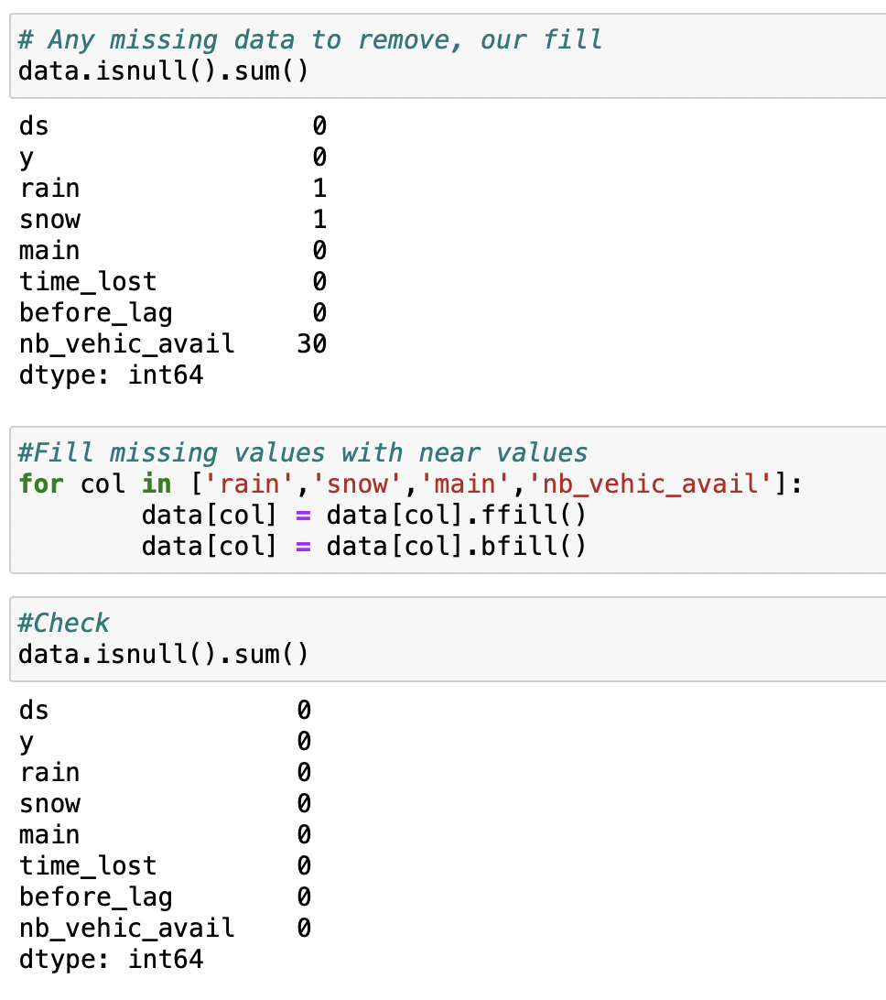 # Any missing data to remove, our fill
data.isnull().sum()
ds 0
y 0
rain 1
snow 1
main 0
time_lost 0
before_lag 0
nb_vehic_avail 30
dtype: int64
#Fill missing values with near values
for col in ['rain','snow','main','nb_vehic_avail']:
        data[col] = data[col].ffill()
        data[col] = data[col].bfill()
#Check
data.isnull().sum()
ds 0
y 0
rain 0
snow 0
main 0
time_lost 0
before_lag 0
nb_vehic_avail 0
dtype: int64